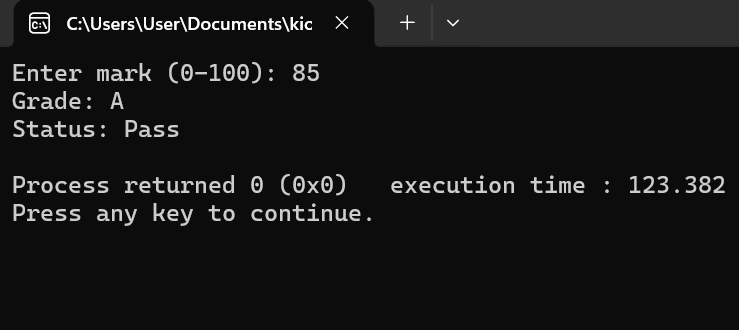 C:\Users\User\Documents\kic
Enter mark (0-100): 85
Grade: A
Status: Pass
Process returned 0 (0x0)   execution time : 123.382
Press any key to continue.